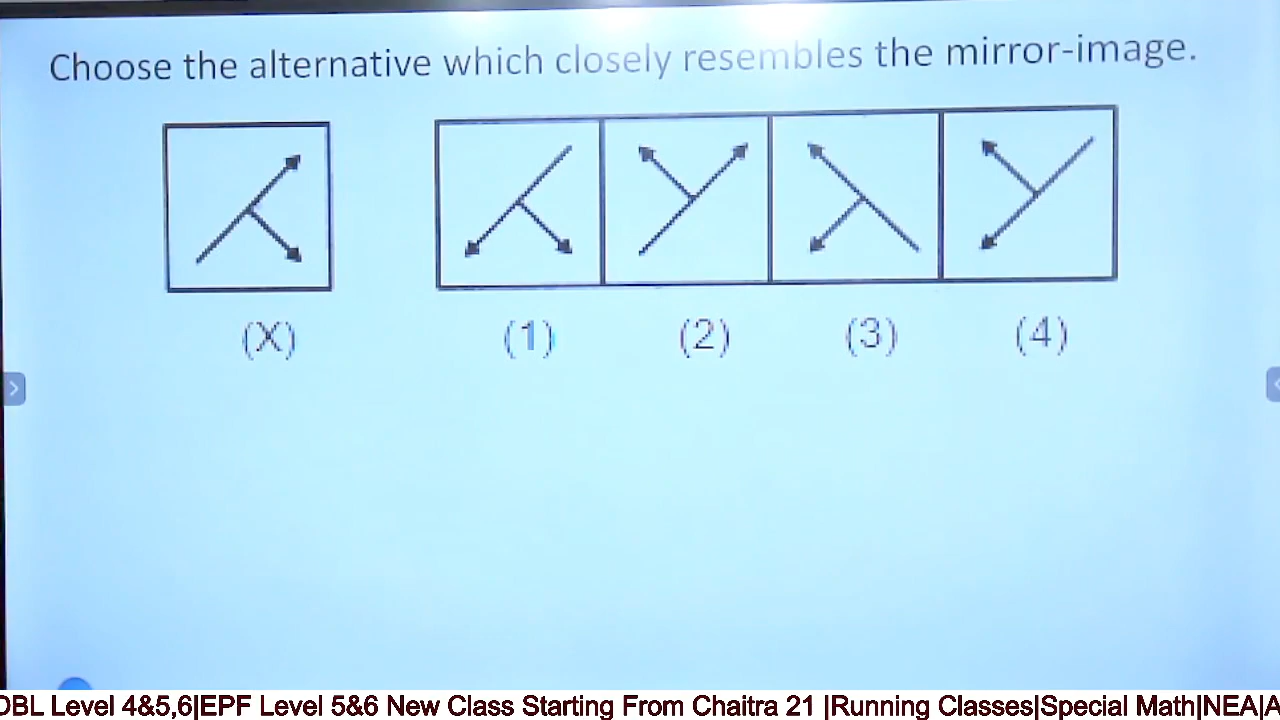 Choose the alternative which closely resembles the mirror-image.
(X) (1) (2) (3) (4)
DBL Level 4&5,6|EPF Level 5&6 New Class Starting From Chaitra 21 |Running Classes|Special Math|NEA|A